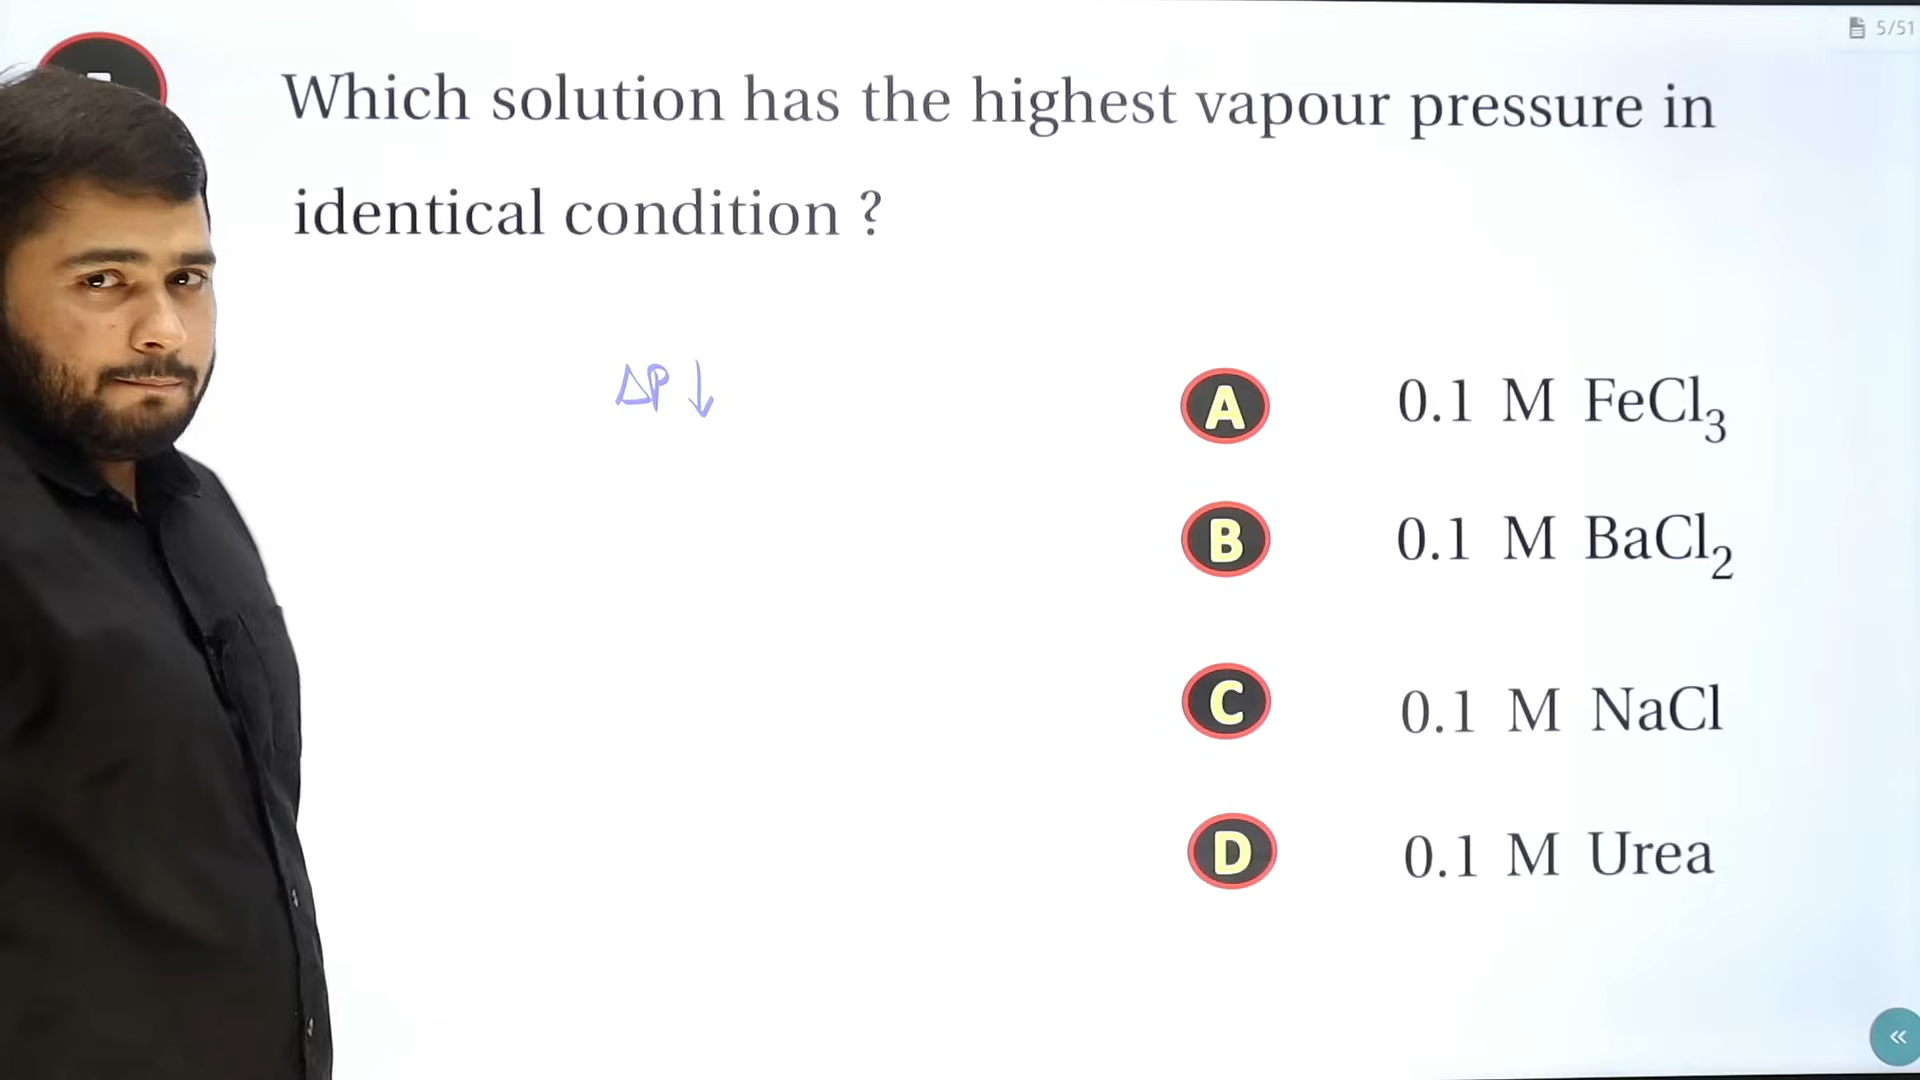 5/51
Which solution has the highest vapour pressure in
identical condition ?
ΔP ↓
A 0.1 M FeCl₃
B 0.1 M BaCl₂
C 0.1 M NaCl
D 0.1 M Urea
«